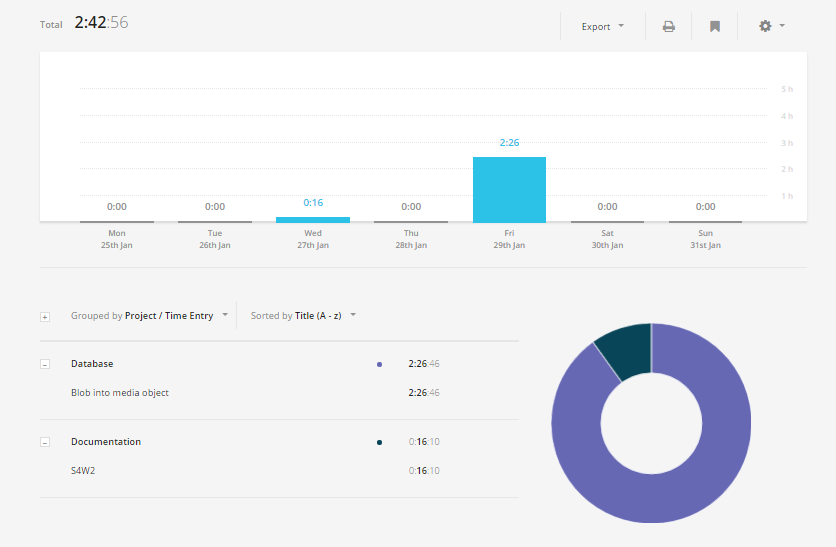 Total 2:42:56
Export
5 h
4 h
3 h
2 h
1 h
2:26
0:16
0:00 0:00 0:00 0:00 0:00
Mon Tue Wed Thu Fri Sat Sun
25th Jan 26th Jan 27th Jan 28th Jan 29th Jan 30th Jan 31st Jan
Grouped by Project / Time Entry Sorted by Title (A - z)
Database 2:26:46
Blob into media object 2:26:46
Documentation 0:16:10
S4W2 0:16:10